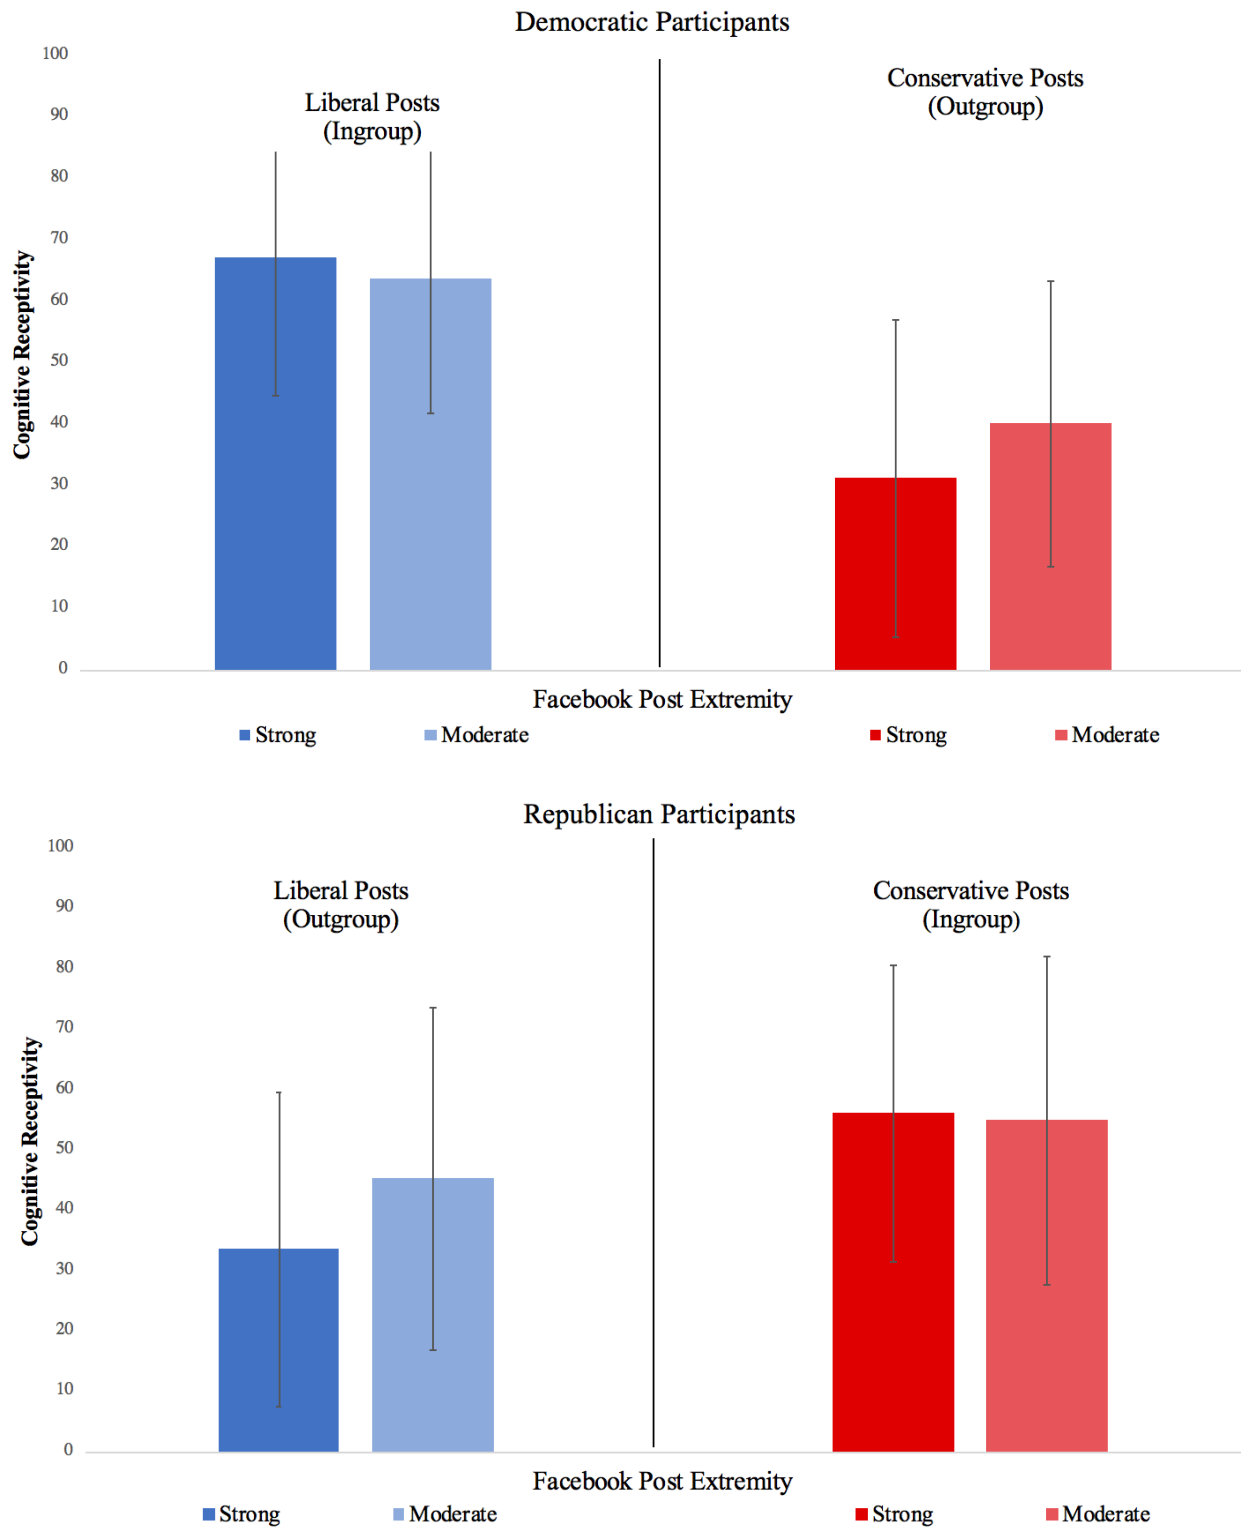 Democratic Participants
Liberal Posts
(Ingroup)
Conservative Posts
(Outgroup)
100
90
80
70
60
50
40
30
20
10
0
Cognitive Receptivity
Facebook Post Extremity
Strong
Moderate
Strong
Moderate
Republican Participants
Liberal Posts
(Outgroup)
Conservative Posts
(Ingroup)
100
90
80
70
60
50
40
30
20
10
0
Cognitive Receptivity
Facebook Post Extremity
Strong
Moderate
Strong
Moderate